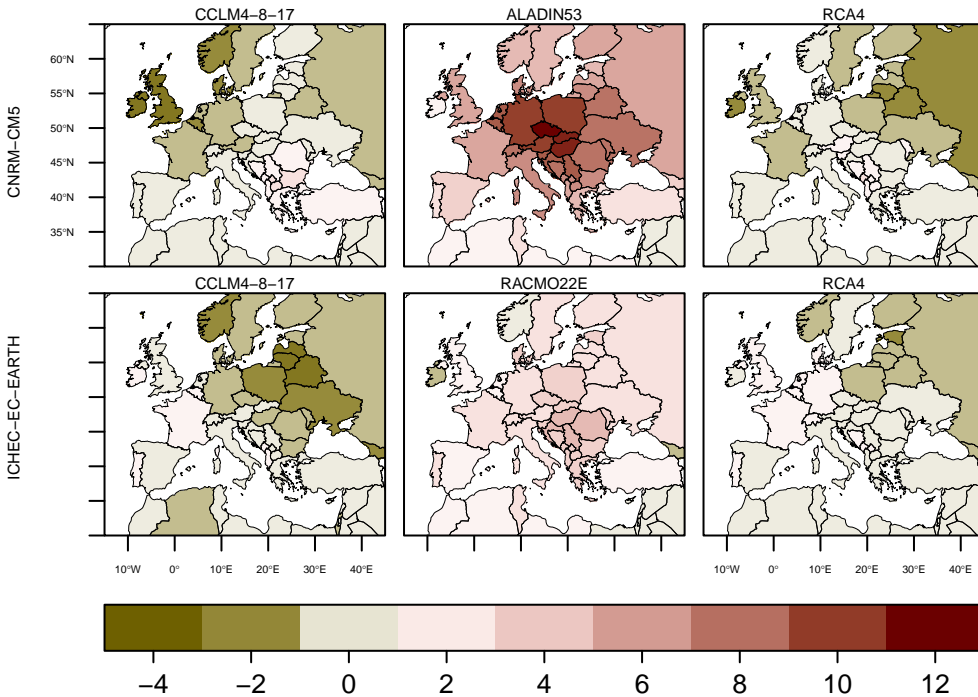 CCLM4−8−17 ALADIN53 RCA4
CNRM−CM5
60°N
55°N
50°N
45°N
40°N
35°N
CCLM4−8−17 RACMO22E RCA4
ICHEC−EC−EARTH
10°W 0° 10°E 20°E 30°E 40°E 10°W 0° 10°E 20°E 30°E 40°E
−4 −2 0 2 4 6 8 10 12